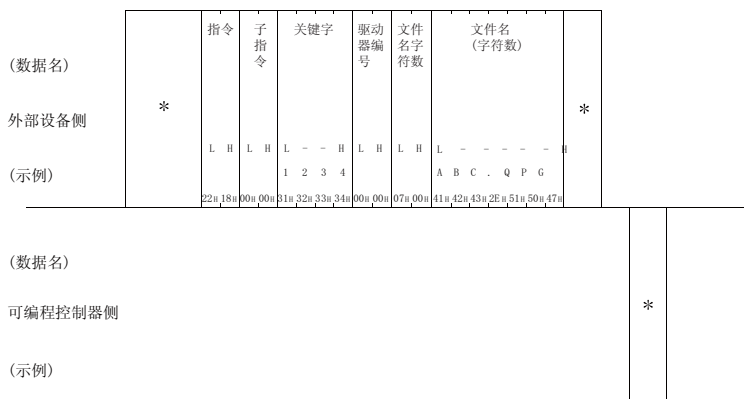 指令 子 关键字 驱动 文件 文件名
指 器编 名字 (字符数)
令 号 符数
(数据名)
* *
外部设备侧
L H L H L - - H L H L H L - - - - - H
(示例) 1 2 3 4 A B C . Q P G
22H 18H 00H 00H 31H 32H 33H 34H 00H 00H 07H 00H 41H 42H 43H 2EH 51H 50H 47H
(数据名)
可编程控制器侧 *
(示例)